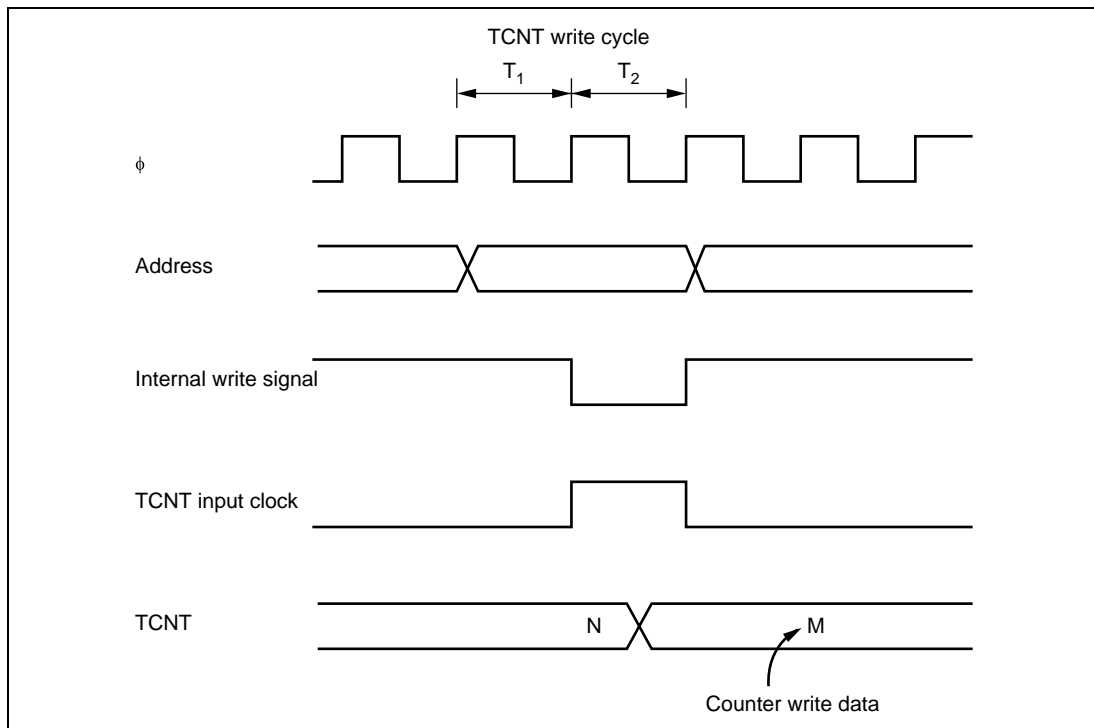 TCNT write cycle
T1 T2
ϕ
Address
Internal write signal
TCNT input clock
TCNT N M
Counter write data